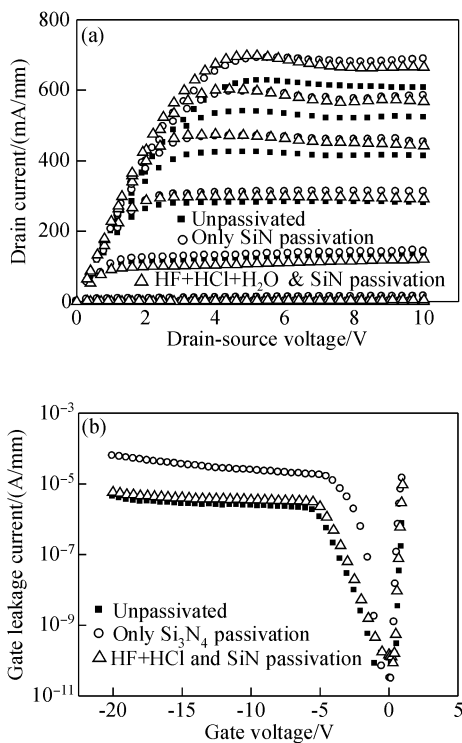 (a)
800
600
400
200
0
Drain current/(mA/mm)
■ Unpassivated
○ Only SiN passivation
△ HF+HCl+H₂O & SiN passivation
0 2 4 6 8 10
Drain-source voltage/V
(b)
10⁻³
10⁻⁵
10⁻⁷
10⁻⁹
10⁻¹¹
Gate leakage current/(A/mm)
■ Unpassivated
○ Only Si₃N₄ passivation
△ HF+HCl and SiN passivation
-20 -15 -10 -5 0 5
Gate voltage/V